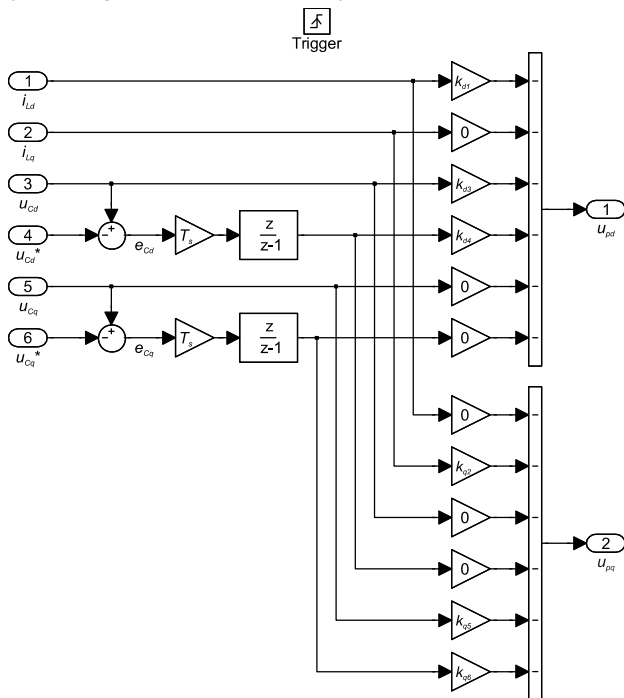 Trigger
1
i_Ld
k_d1
-
2
i_Lq
0
-
3
u_Cd
k_d3
-
4
u_Cd*
+
-
e_Cd
T_s
z
z-1
k_d4
-
1
u_pd
5
u_Cq
0
-
6
u_Cq*
+
-
e_Cq
T_s
z
z-1
0
-
0
-
k_q2
-
0
-
0
-
2
u_pq
k_q5
-
k_q6
-